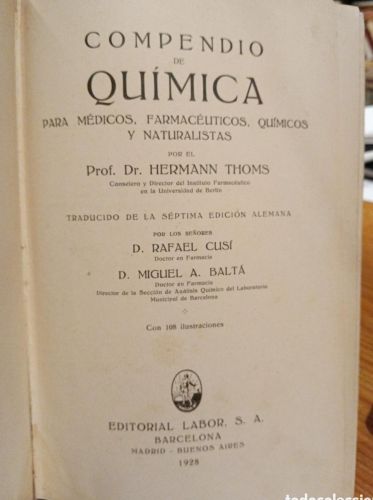 COMPENDIO
DE
QUÍMICA
PARA MÉDICOS, FARMACÉUTICOS, QUÍMICOS
Y NATURALISTAS
POR EL
Prof. Dr. HERMANN THOMS
Consejero y Director del Instituto Farmacéutico
en la Universidad de Berlín
TRADUCIDO DE LA SÉPTIMA EDICIÓN ALEMANA
POR LOS SEÑORES
D. RAFAEL CUSÍ
Doctor en Farmacia
D. MIGUEL A. BALTÁ
Doctor en Farmacia
Director de la Sección de Análisis Químico del Laboratorio
Municipal de Barcelona
Con 108 ilustraciones
EDITORIAL LABOR, S. A.
BARCELONA
MADRID - BUENOS AIRES
1928